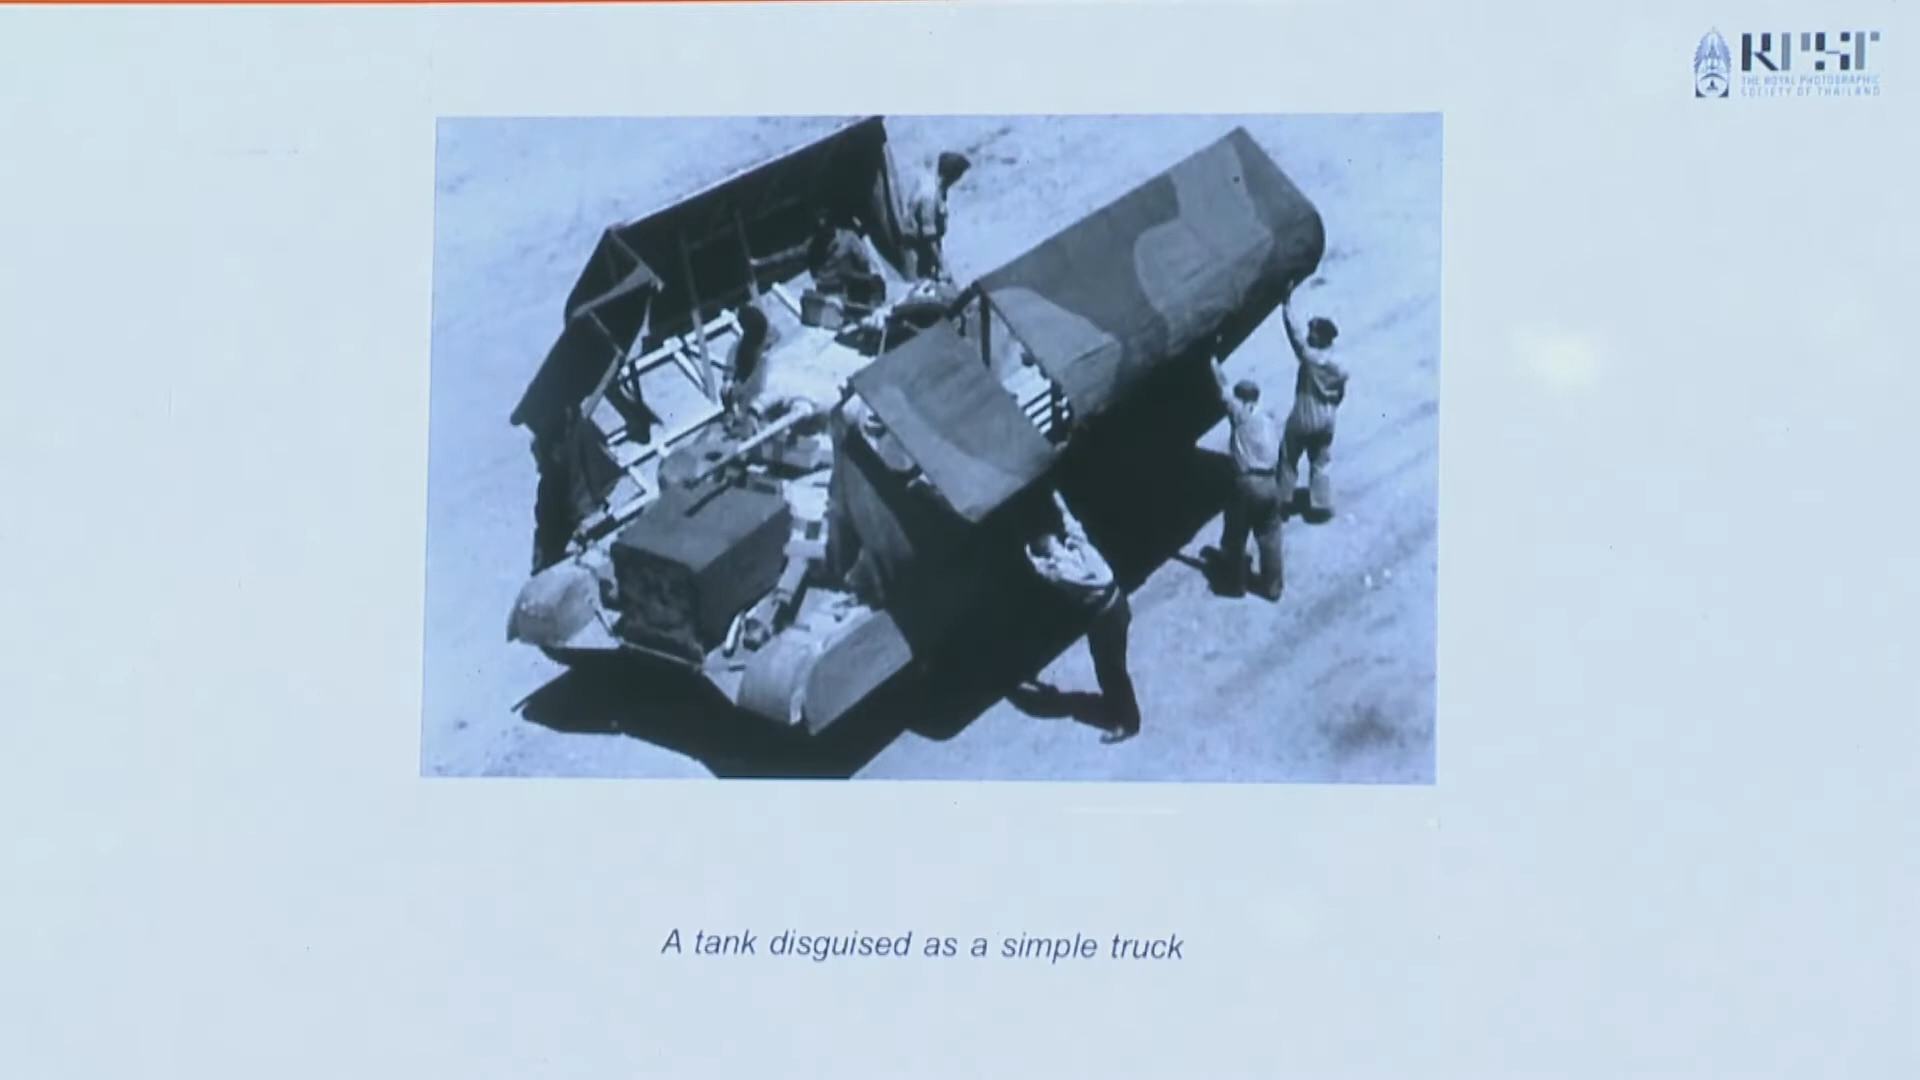 RPST
THE ROYAL PHOTOGRAPHIC
SOCIETY OF THAILAND
A tank disguised as a simple truck